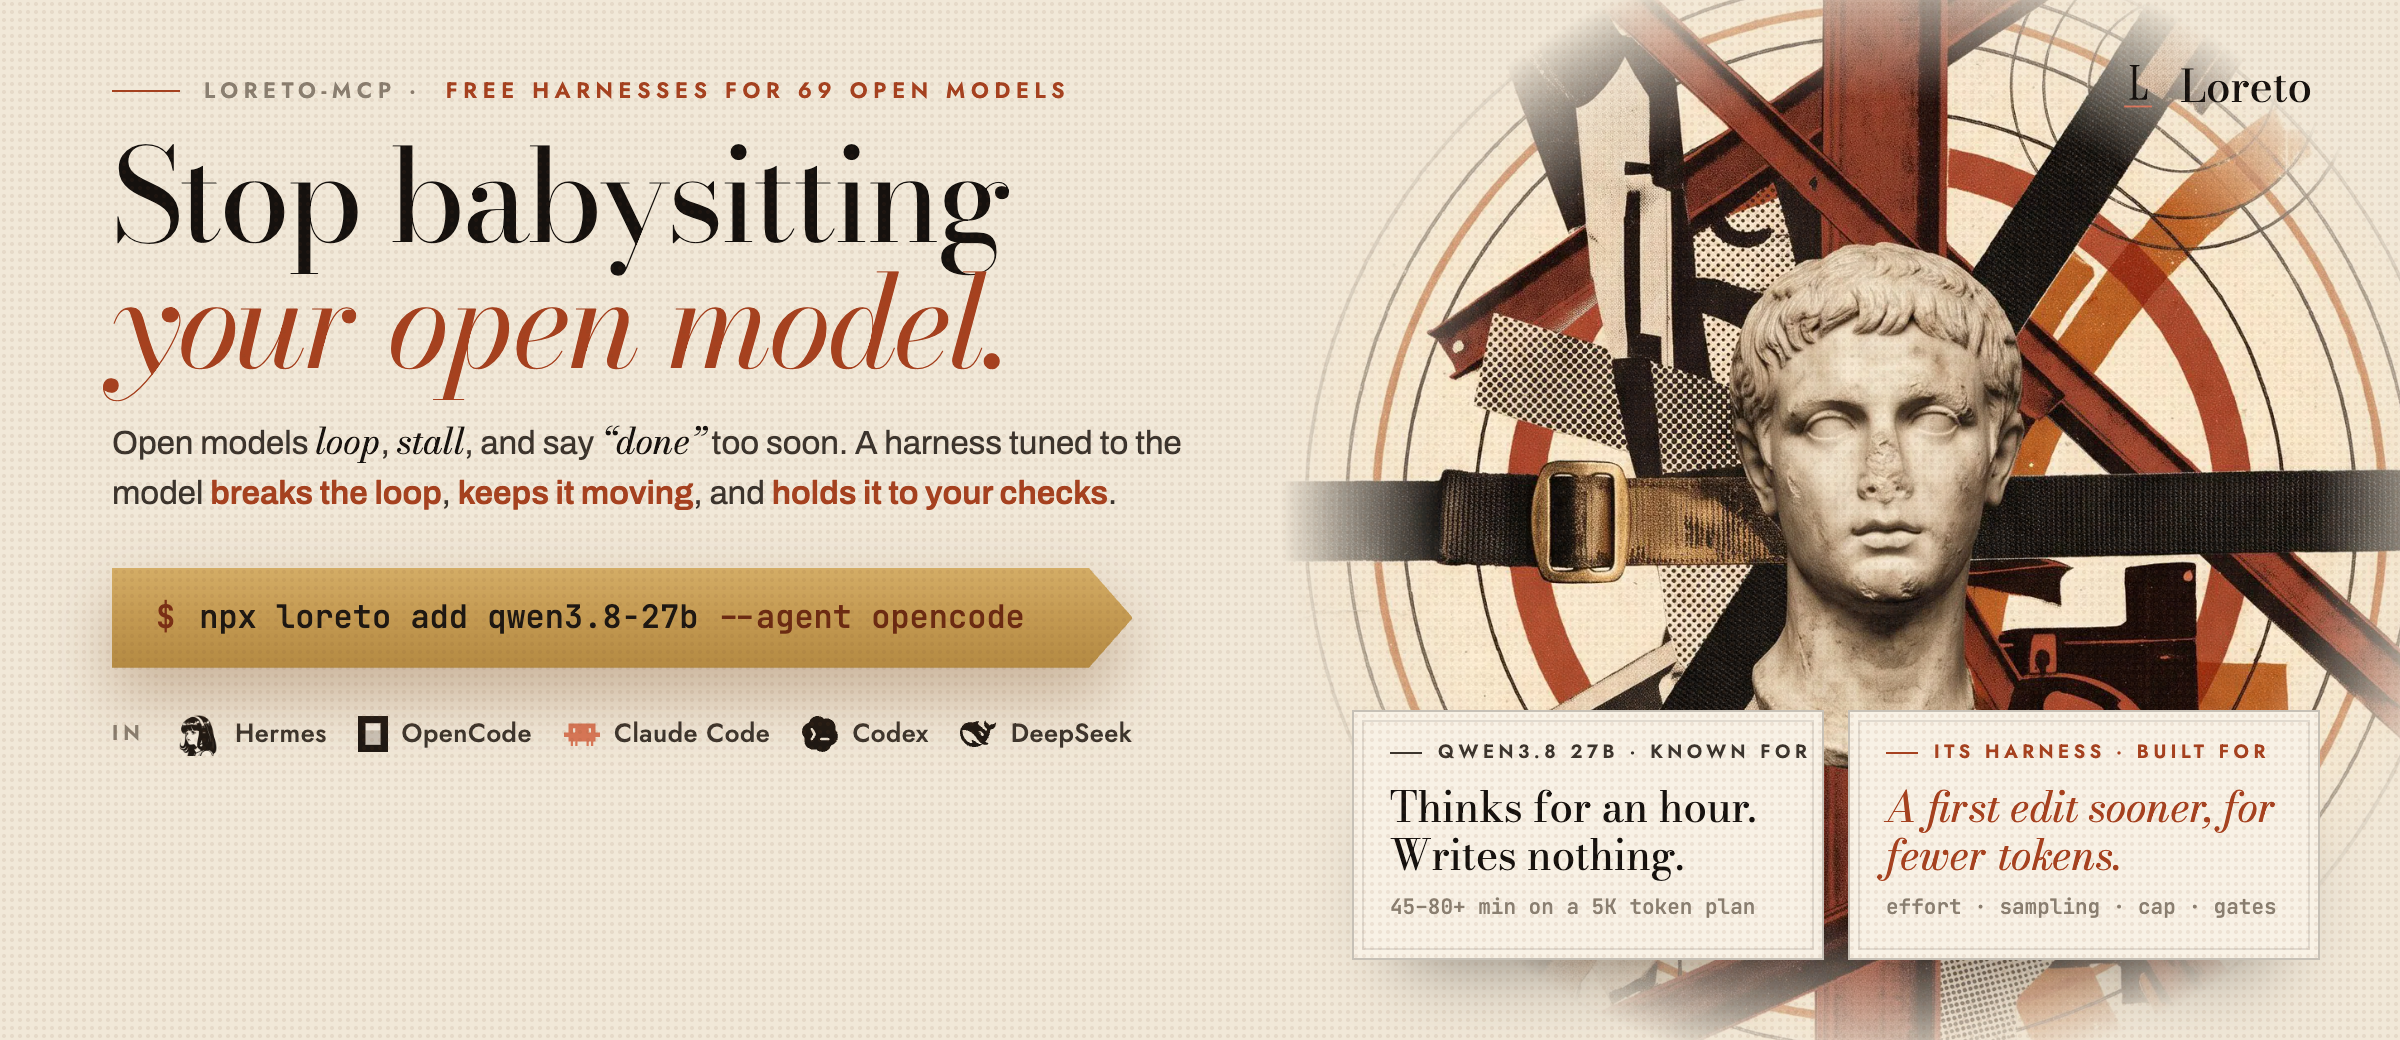 LORETO-MCP · FREE HARNESSES FOR 69 OPEN MODELS
L Loreto
Stop babysitting
your open model.
Open models loop, stall, and say “done” too soon. A harness tuned to the
model breaks the loop, keeps it moving, and holds it to your checks.
$ npx loreto add qwen3.8-27b --agent opencode
IN Hermes OpenCode Claude Code Codex DeepSeek
QWEN3.8 27B · KNOWN FOR
Thinks for an hour.
Writes nothing.
45–80+ min on a 5K token plan
ITS HARNESS · BUILT FOR
A first edit sooner, for
fewer tokens.
effort · sampling · cap · gates